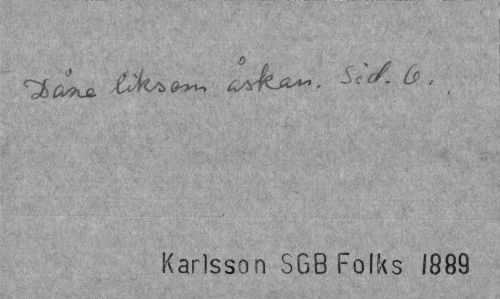 Dåne liksom åskan. Sid. 6.
Karlsson SGB Folks 1889